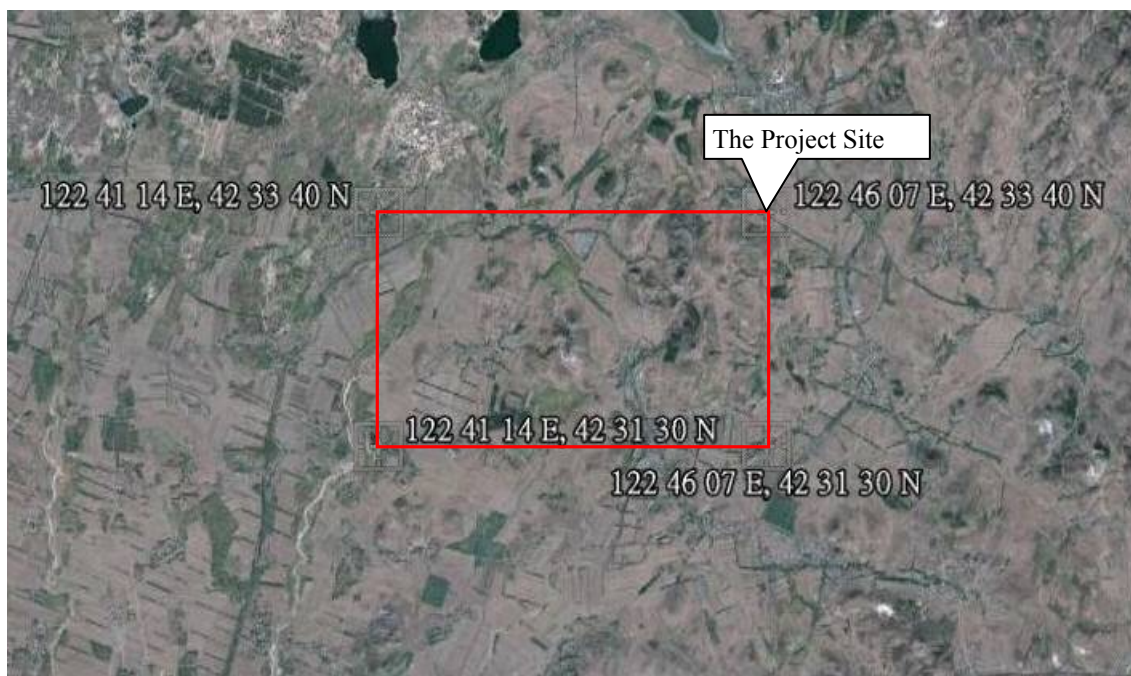 The Project Site
122 41 14 E, 42 33 40 N
122 46 07 E, 42 33 40 N
122 41 14 E, 42 31 30 N
122 46 07 E, 42 31 30 N